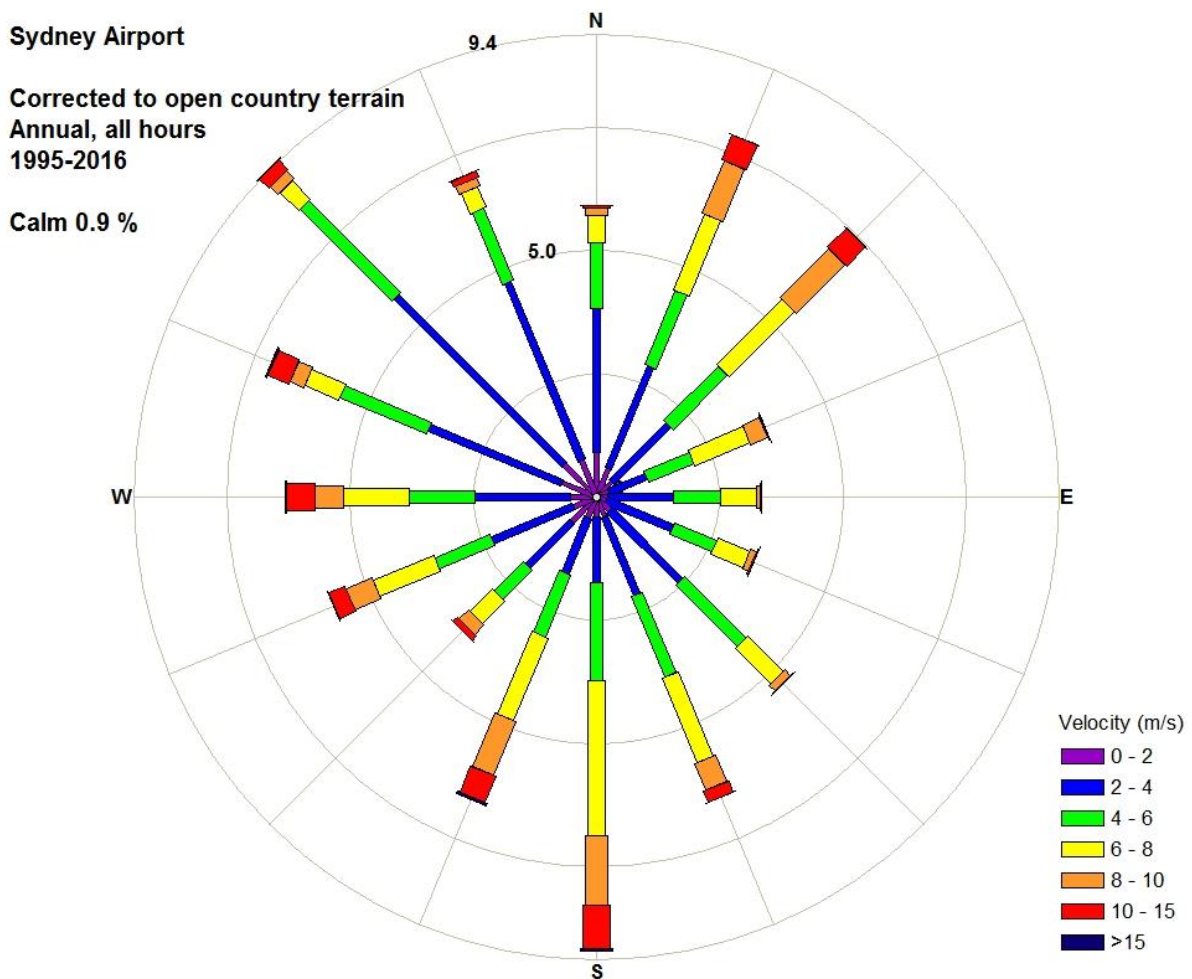 Sydney Airport
Corrected to open country terrain
Annual, all hours
1995-2016
Calm 0.9 %
N
9.4
5.0
W
E
S
Velocity (m/s)
0 - 2
2 - 4
4 - 6
6 - 8
8 - 10
10 - 15
>15